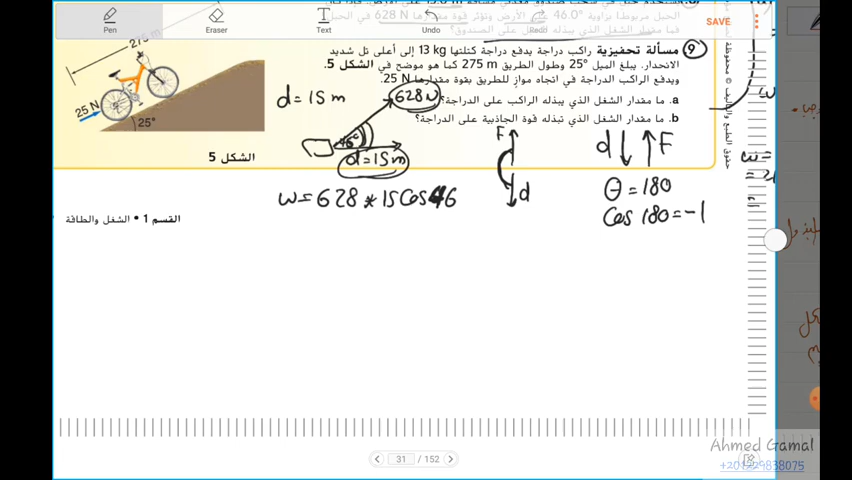 SAVE
Pen
Eraser
Text
Undo
Redo
9 مسألة تحفيزية راكب دراجة يدفع دراجة كتلتها 13 kg إلى أعلى تل شديد
الانحدار. يبلغ الميل 25° وطول الطريق 275 m كما هو موضح في الشكل 5.
ويدفع الراكب الدراجة في اتجاه مواز للطريق بقوة مقدارها 25 N.
a. ما مقدار الشغل الذي يبذله الراكب على الدراجة؟
b. ما مقدار الشغل الذي تبذله قوة الجاذبية على الدراجة؟
275 m
25 N
25°
الشكل 5
d = 15 m
628 N
46°
d = 15 m
w = 628 * 15 cos 46
F
d
d F
θ = 180
cos 180 = -1
القسم 1 • الشغل والطاقة
31 / 152
Ahmed Gamal